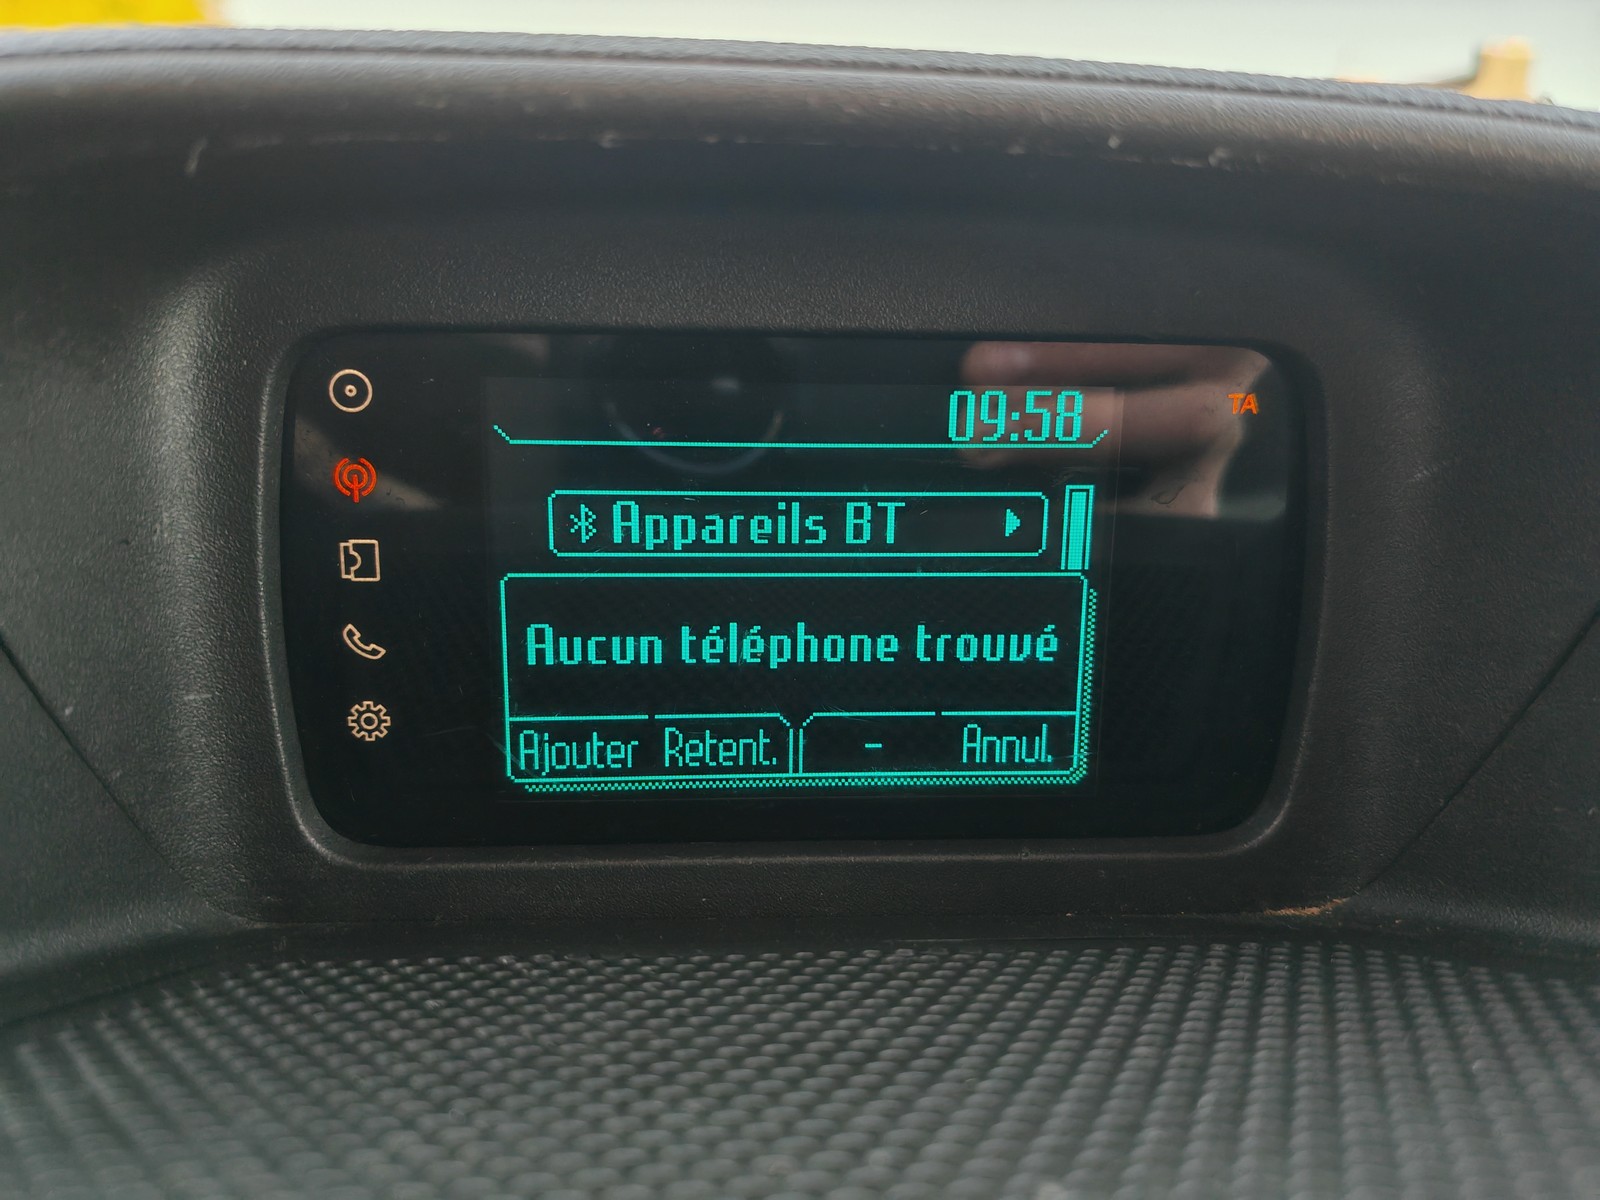 09:58
TA
Appareils BT
Aucun téléphone trouvé
Ajouter Retent. - Annul.